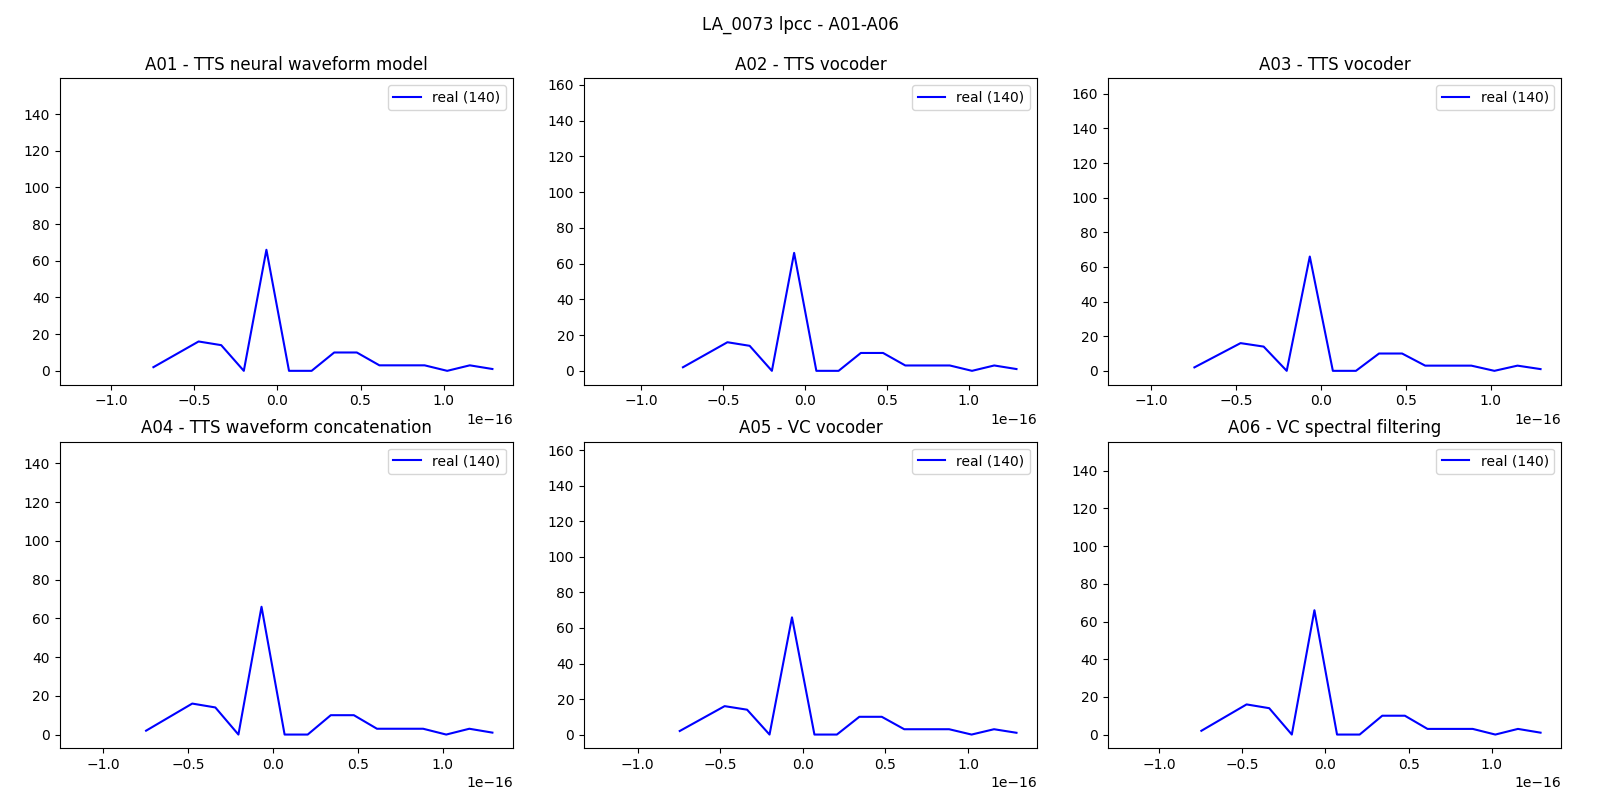 LA_0073 lpcc - A01-A06
A01 - TTS neural waveform model
real (140)
140
120
100
80
60
40
20
0
−1.0 −0.5 0.0 0.5 1.0
1e−16
A02 - TTS vocoder
real (140)
160
140
120
100
80
60
40
20
0
−1.0 −0.5 0.0 0.5 1.0
1e−16
A03 - TTS vocoder
real (140)
160
140
120
100
80
60
40
20
0
−1.0 −0.5 0.0 0.5 1.0
1e−16
A04 - TTS waveform concatenation
real (140)
140
120
100
80
60
40
20
0
−1.0 −0.5 0.0 0.5 1.0
1e−16
A05 - VC vocoder
real (140)
160
140
120
100
80
60
40
20
0
−1.0 −0.5 0.0 0.5 1.0
1e−16
A06 - VC spectral filtering
real (140)
140
120
100
80
60
40
20
0
−1.0 −0.5 0.0 0.5 1.0
1e−16